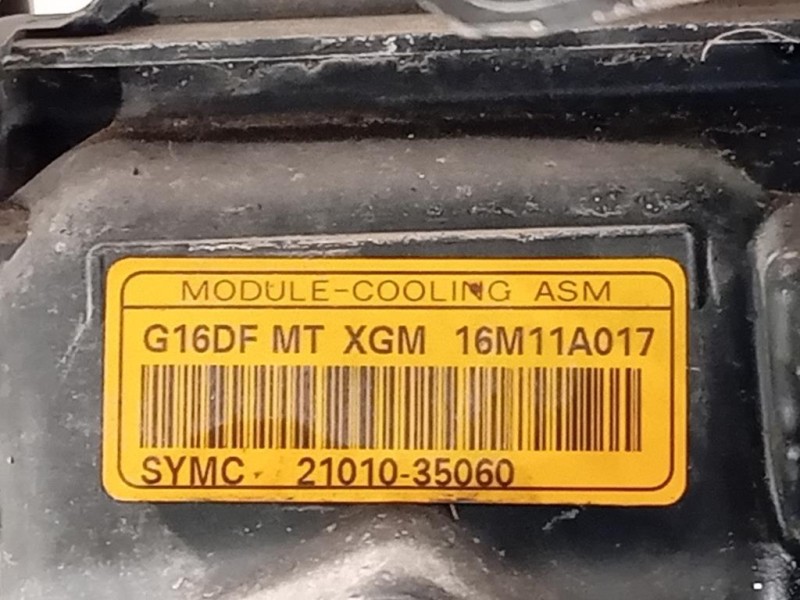 MODULE-COOLING ASM
G16DF MT XGM 16M11A017
SYMC 21010-35060